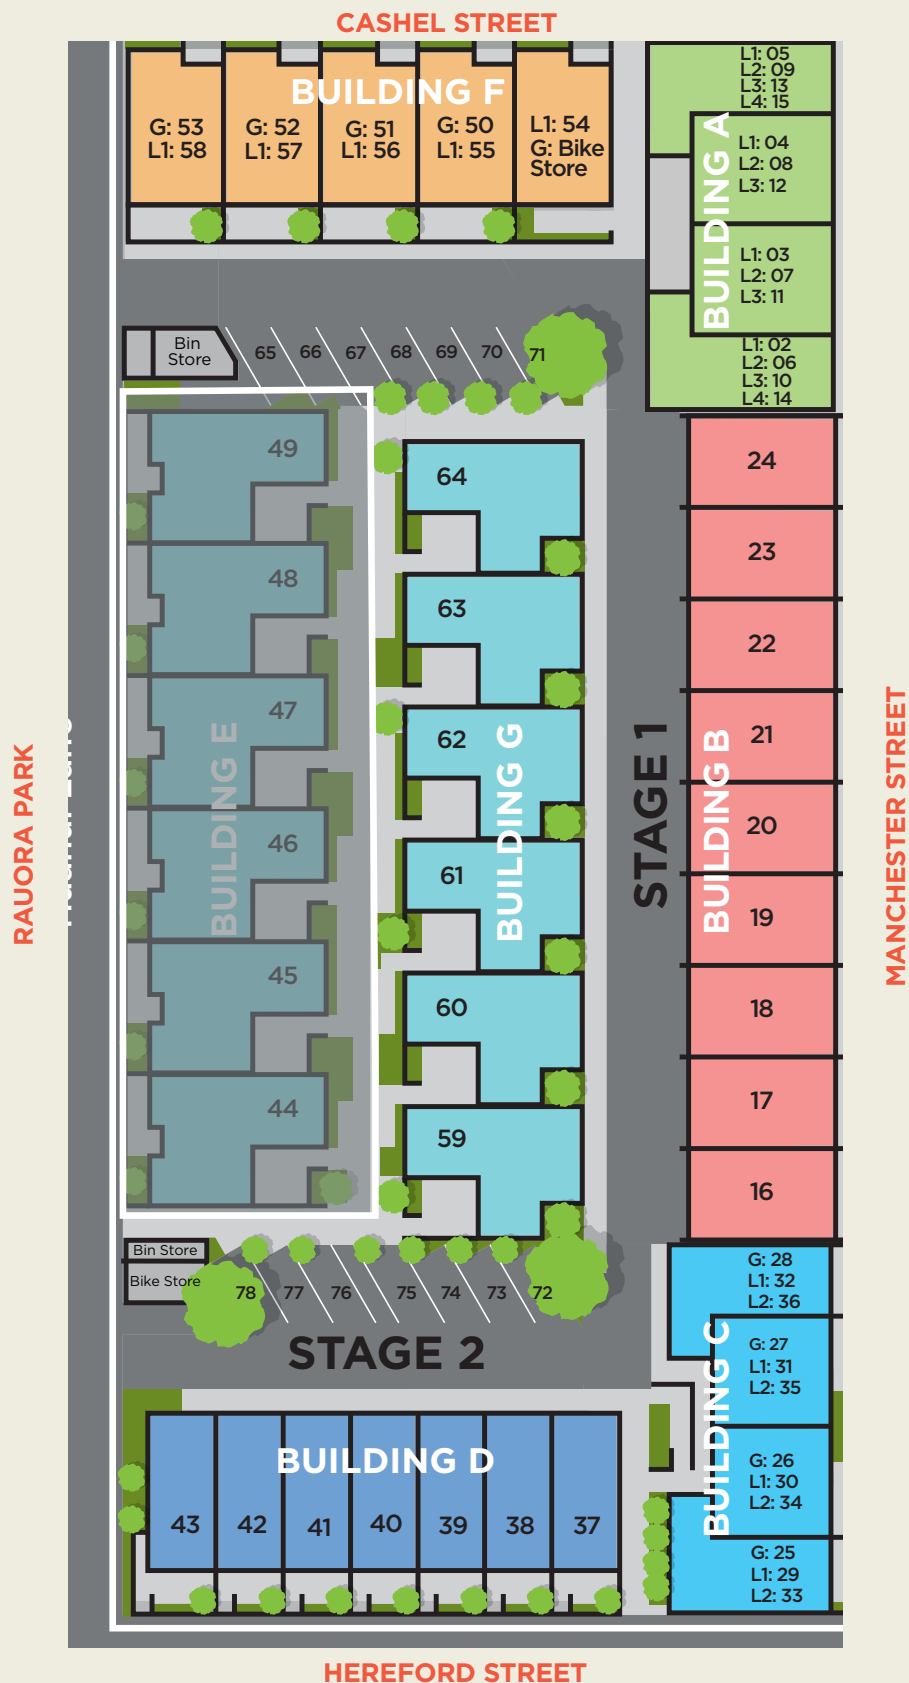 CASHEL STREET
BUILDING F
G: 53
L1: 58
G: 52
L1: 57
G: 51
L1: 56
G: 50
L1: 55
L1: 54
G: Bike
Store
BUILDING A
L1: 05
L2: 09
L3: 13
L4: 15
L1: 04
L2: 08
L3: 12
L1: 03
L2: 07
L3: 11
L1: 02
L2: 06
L3: 10
L4: 14
Bin
Store
65
66
67
68
69
70
71
BUILDING E
49
48
47
46
45
44
BUILDING G
64
63
62
61
60
59
STAGE 1
BUILDING B
24
23
22
21
20
19
18
17
16
RAUORA PARK
MANCHESTER STREET
Bin Store
Bike Store
78
77
76
75
74
73
72
STAGE 2
BUILDING C
G: 28
L1: 32
L2: 36
G: 27
L1: 31
L2: 35
G: 26
L1: 30
L2: 34
G: 25
L1: 29
L2: 33
BUILDING D
43
42
41
40
39
38
37
HEREFORD STREET